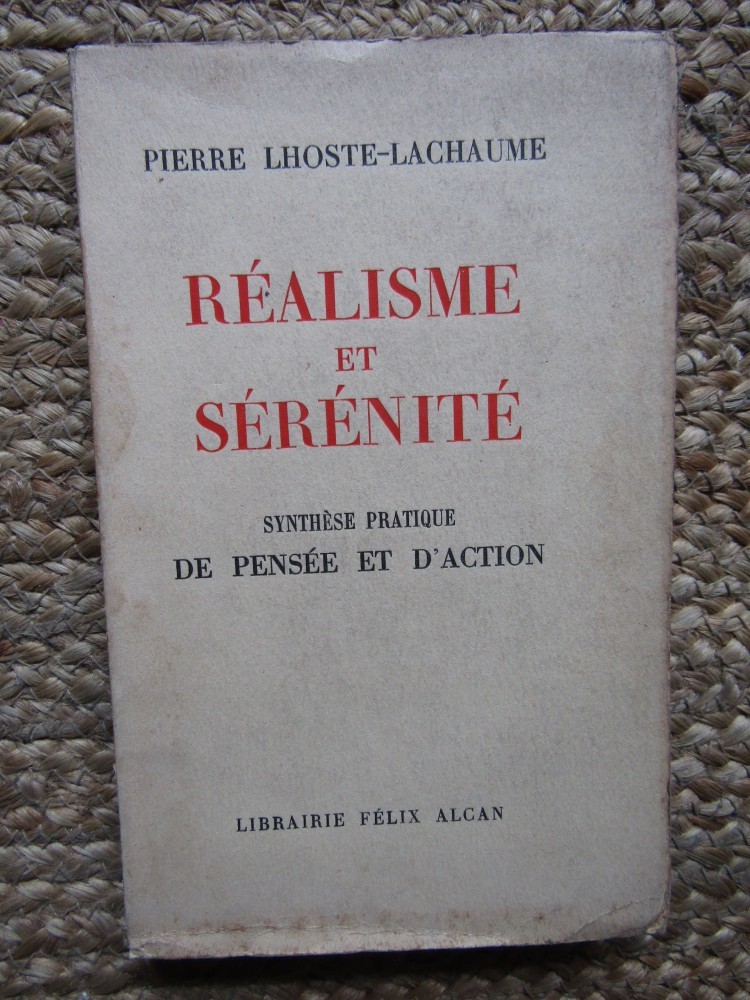 PIERRE LHOSTE-LACHAUME
RÉALISME
ET
SÉRÉNITÉ
SYNTHÈSE PRATIQUE
DE PENSÉE ET D'ACTION
LIBRAIRIE FÉLIX ALCAN